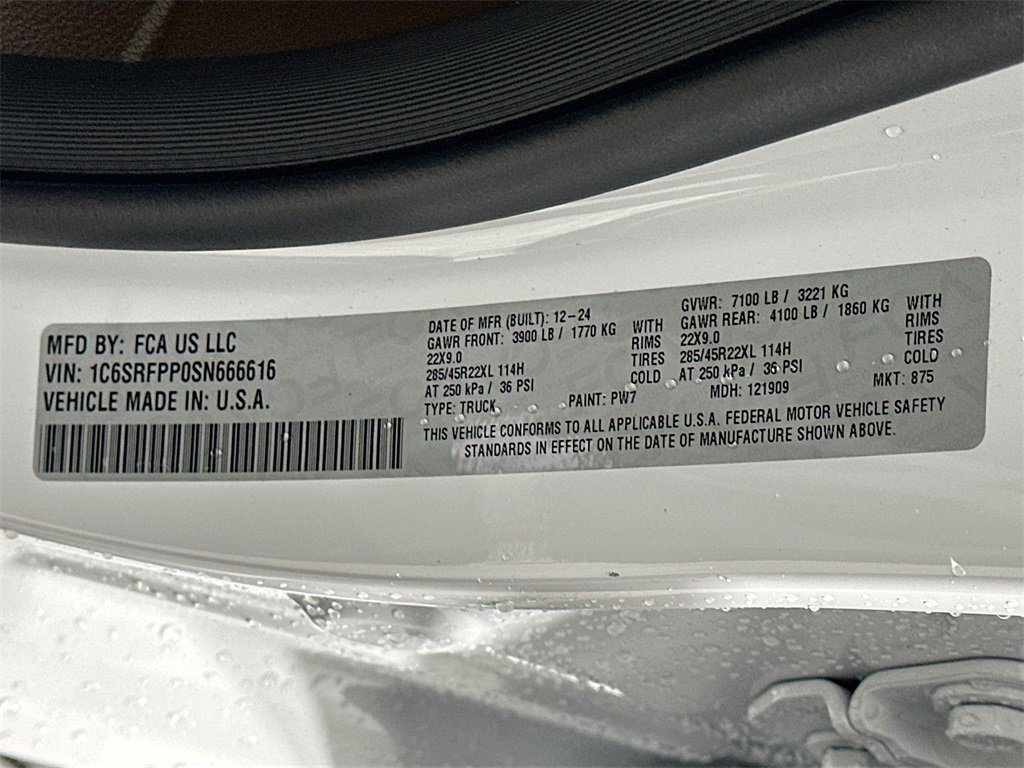 MFD BY: FCA US LLC
VIN: 1C6SRFPP0SN666616
VEHICLE MADE IN: U.S.A.
DATE OF MFR (BUILT): 12-24
GAWR FRONT: 3900 LB / 1770 KG WITH
22X9.0 RIMS
285/45R22XL 114H TIRES
AT 250 kPa / 36 PSI COLD
TYPE: TRUCK
GVWR: 7100 LB / 3221 KG
GAWR REAR: 4100 LB / 1860 KG WITH
22X9.0 RIMS
285/45R22XL 114H TIRES
AT 250 kPa / 36 PSI COLD
PAINT: PW7 MDH: 121909 MKT: 875
THIS VEHICLE CONFORMS TO ALL APPLICABLE U.S.A. FEDERAL MOTOR VEHICLE SAFETY
STANDARDS IN EFFECT ON THE DATE OF MANUFACTURE SHOWN ABOVE.